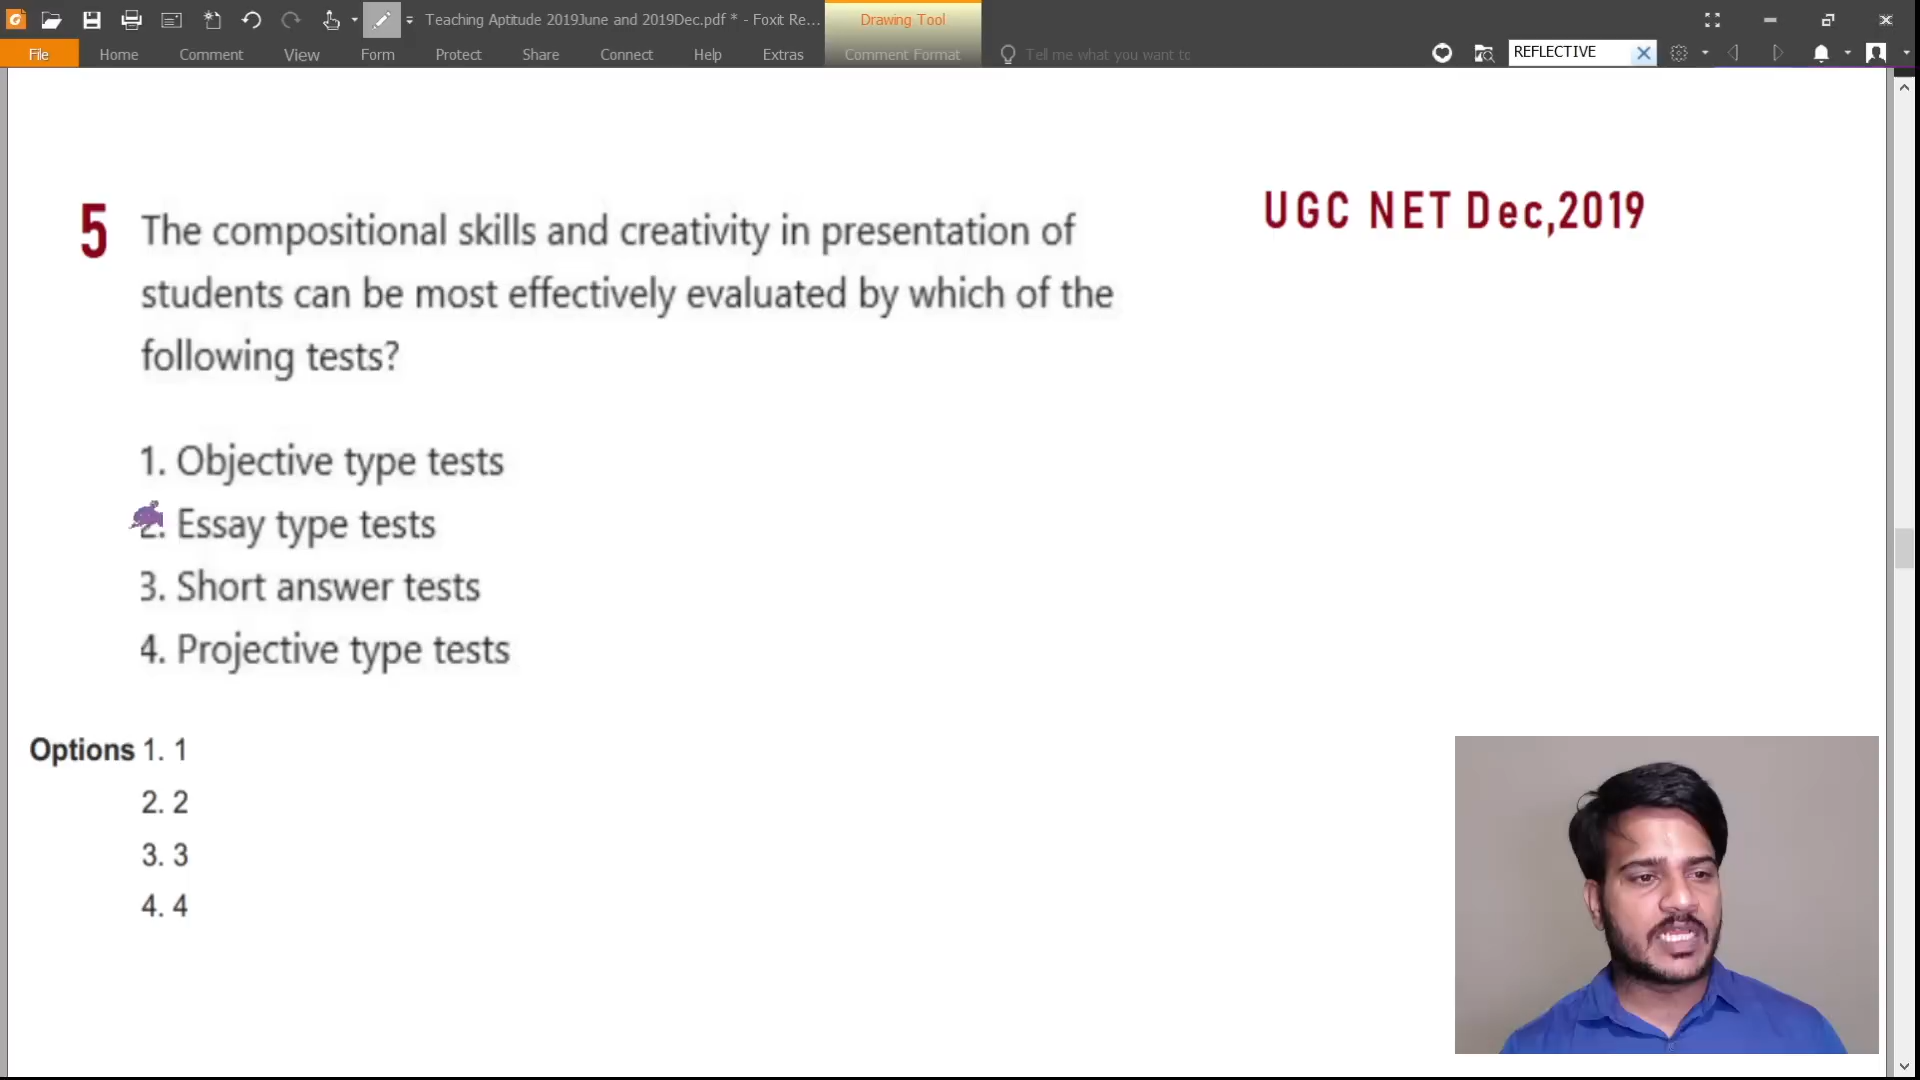 Teaching Aptitude 2019June and 2019Dec.pdf * - Foxit Re...
Drawing Tool
File Home Comment View Form Protect Share Connect Help Extras Comment Format Tell me what you want to REFLECTIVE
5 The compositional skills and creativity in presentation of
students can be most effectively evaluated by which of the
following tests?
UGC NET Dec,2019
1. Objective type tests
2. Essay type tests
3. Short answer tests
4. Projective type tests
Options 1. 1
2. 2
3. 3
4. 4